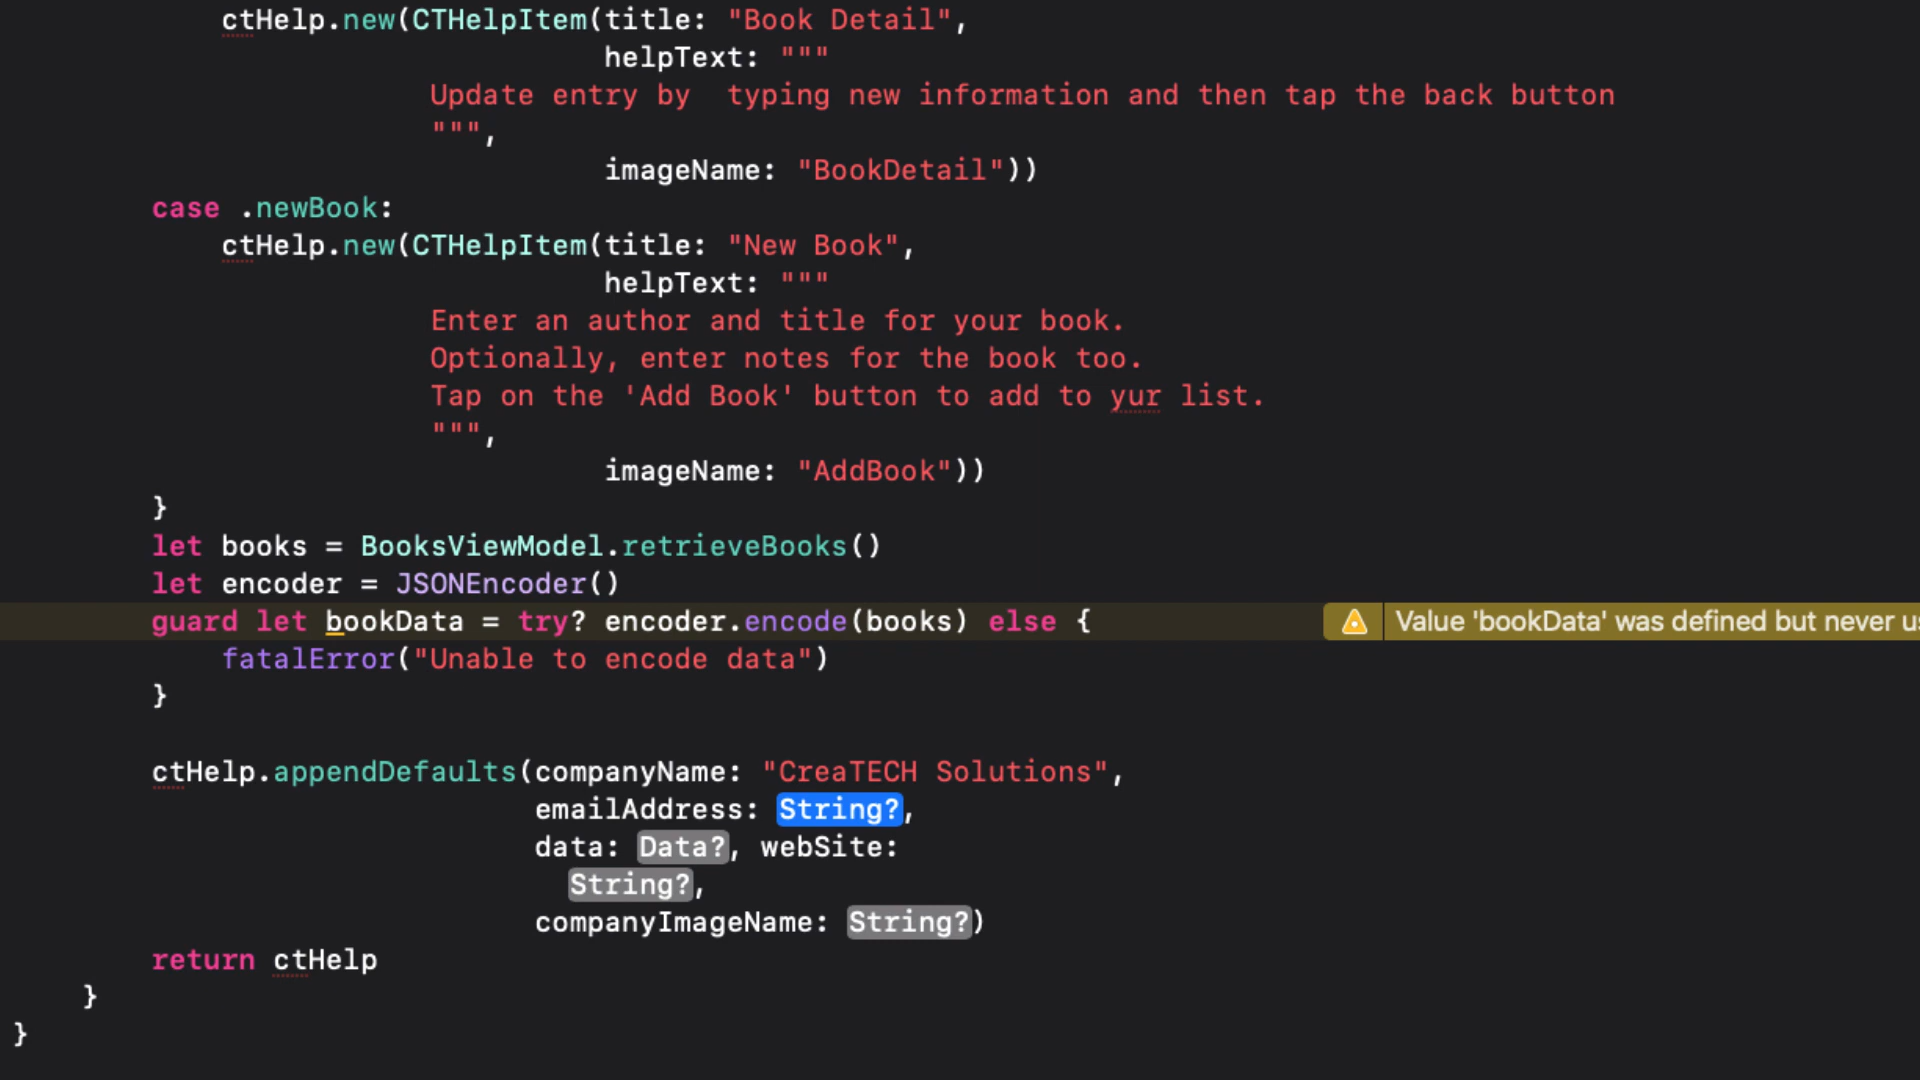 ctHelp.new(CTHelpItem(title: "Book Detail",
helpText: """
Update entry by  typing new information and then tap the back button
""",
imageName: "BookDetail"))
case .newBook:
ctHelp.new(CTHelpItem(title: "New Book",
helpText: """
Enter an author and title for your book.
Optionally, enter notes for the book too.
Tap on the 'Add Book' button to add to yur list.
""",
imageName: "AddBook"))
}
let books = BooksViewModel.retrieveBooks()
let encoder = JSONEncoder()
guard let bookData = try? encoder.encode(books) else { Value 'bookData' was defined but never
fatalError("Unable to encode data")
}
ctHelp.appendDefaults(companyName: "CreaTECH Solutions",
emailAddress: String?,
data: Data?, webSite:
String?,
companyImageName: String?)
return ctHelp
}
}